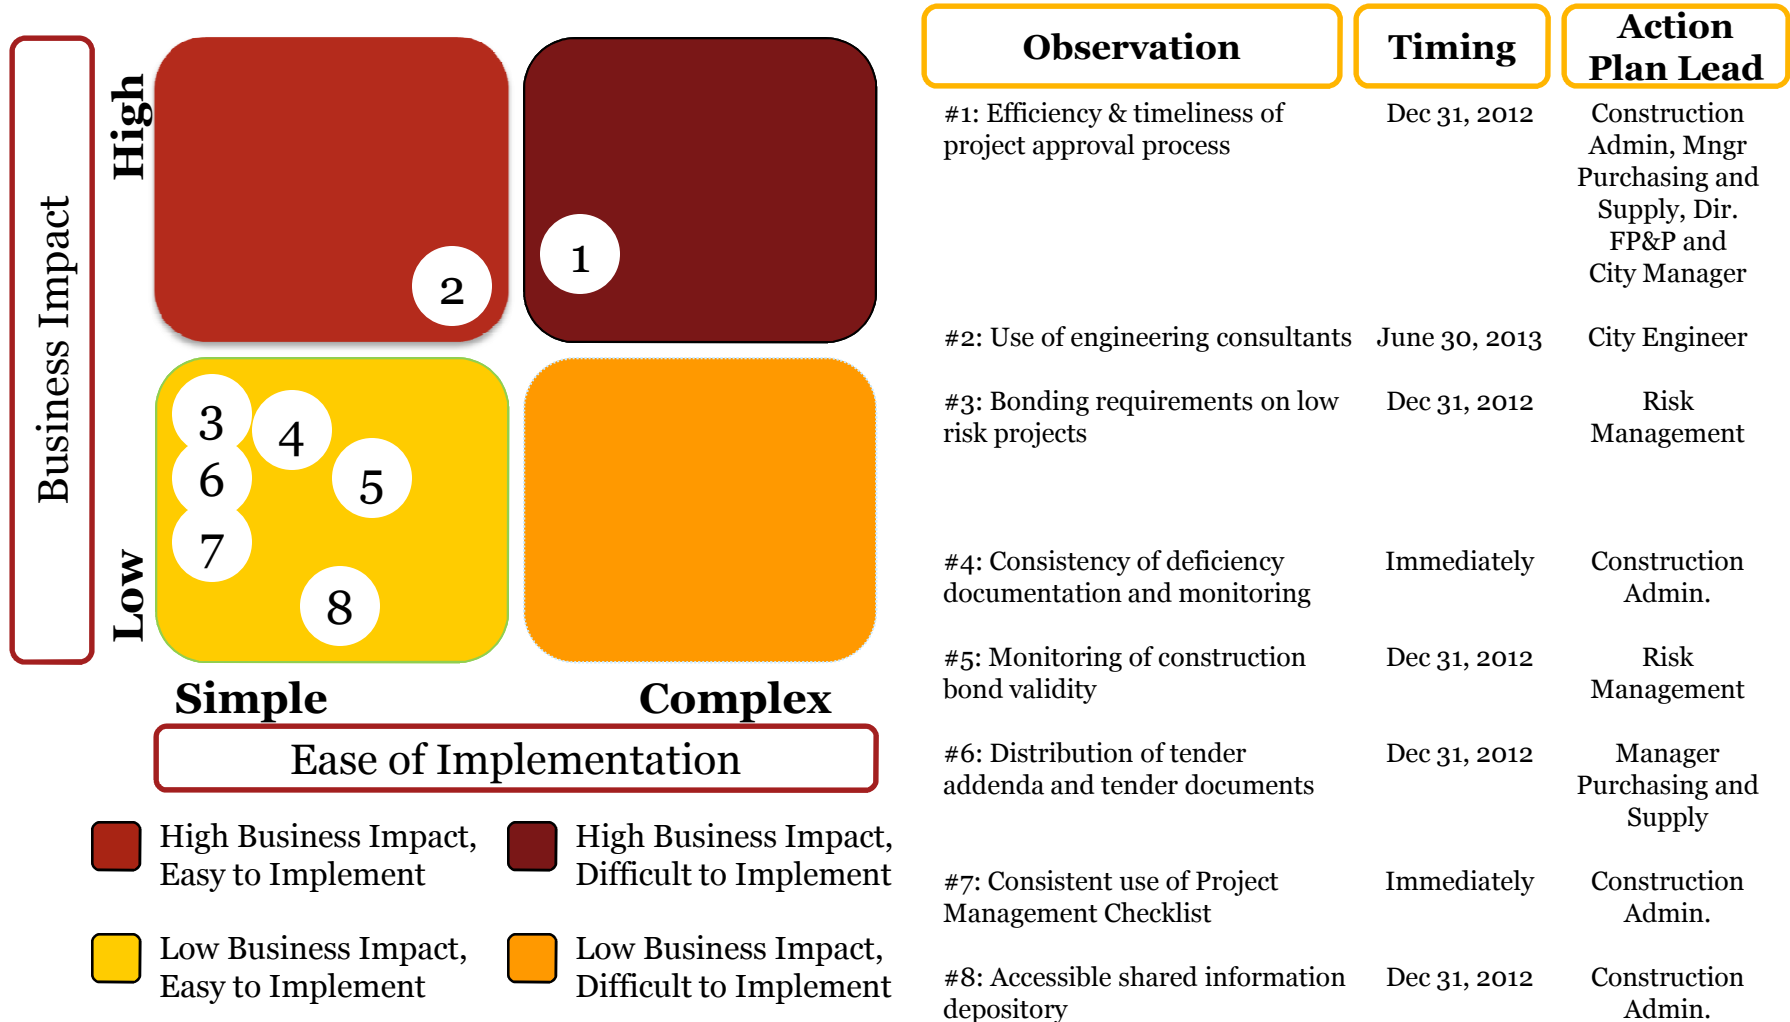 Business Impact
High
Low
2
1
3
4
6
5
7
8
Simple
Complex
Ease of Implementation
High Business Impact,
Easy to Implement
High Business Impact,
Difficult to Implement
Low Business Impact,
Easy to Implement
Low Business Impact,
Difficult to Implement
Observation
Timing
Action
Plan Lead
#1: Efficiency & timeliness of
project approval process
Dec 31, 2012
Construction
Admin, Mngr
Purchasing and
Supply, Dir.
FP&P and
City Manager
#2: Use of engineering consultants
June 30, 2013
City Engineer
#3: Bonding requirements on low
risk projects
Dec 31, 2012
Risk
Management
#4: Consistency of deficiency
documentation and monitoring
Immediately
Construction
Admin.
#5: Monitoring of construction
bond validity
Dec 31, 2012
Risk
Management
#6: Distribution of tender
addenda and tender documents
Dec 31, 2012
Manager
Purchasing and
Supply
#7: Consistent use of Project
Management Checklist
Immediately
Construction
Admin.
#8: Accessible shared information
depository
Dec 31, 2012
Construction
Admin.